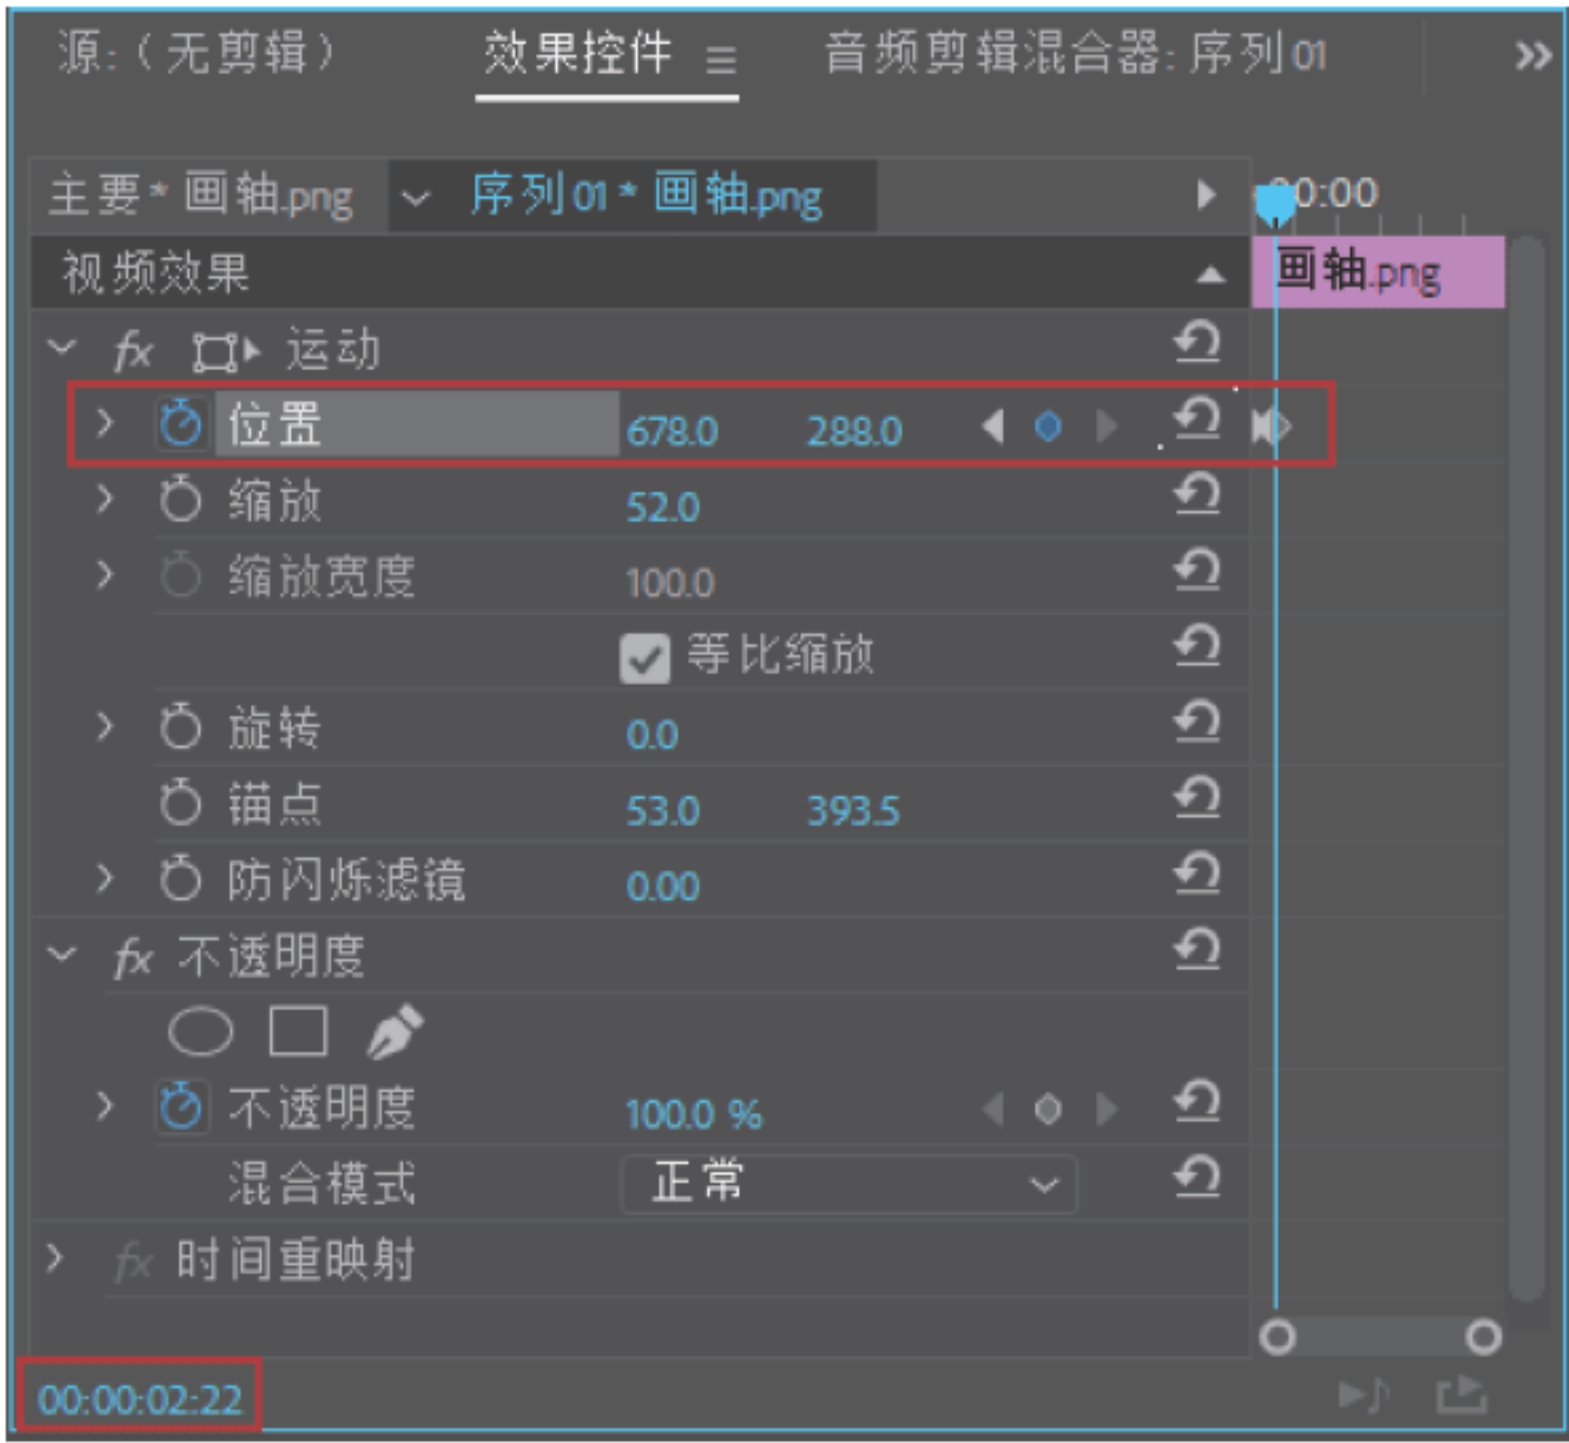 源:（无剪辑） 效果控件 音频剪辑混合器: 序列 01
主要* 画轴.png 序列 01 * 画轴.png 00:00
视频效果 画轴.png
fx 运动
位置 678.0 288.0
缩放 52.0
缩放宽度 100.0
等比缩放
旋转 0.0
锚点 53.0 393.5
防闪烁滤镜 0.00
fx 不透明度
不透明度 100.0 %
混合模式 正常
fx 时间重映射
00:00:02:22